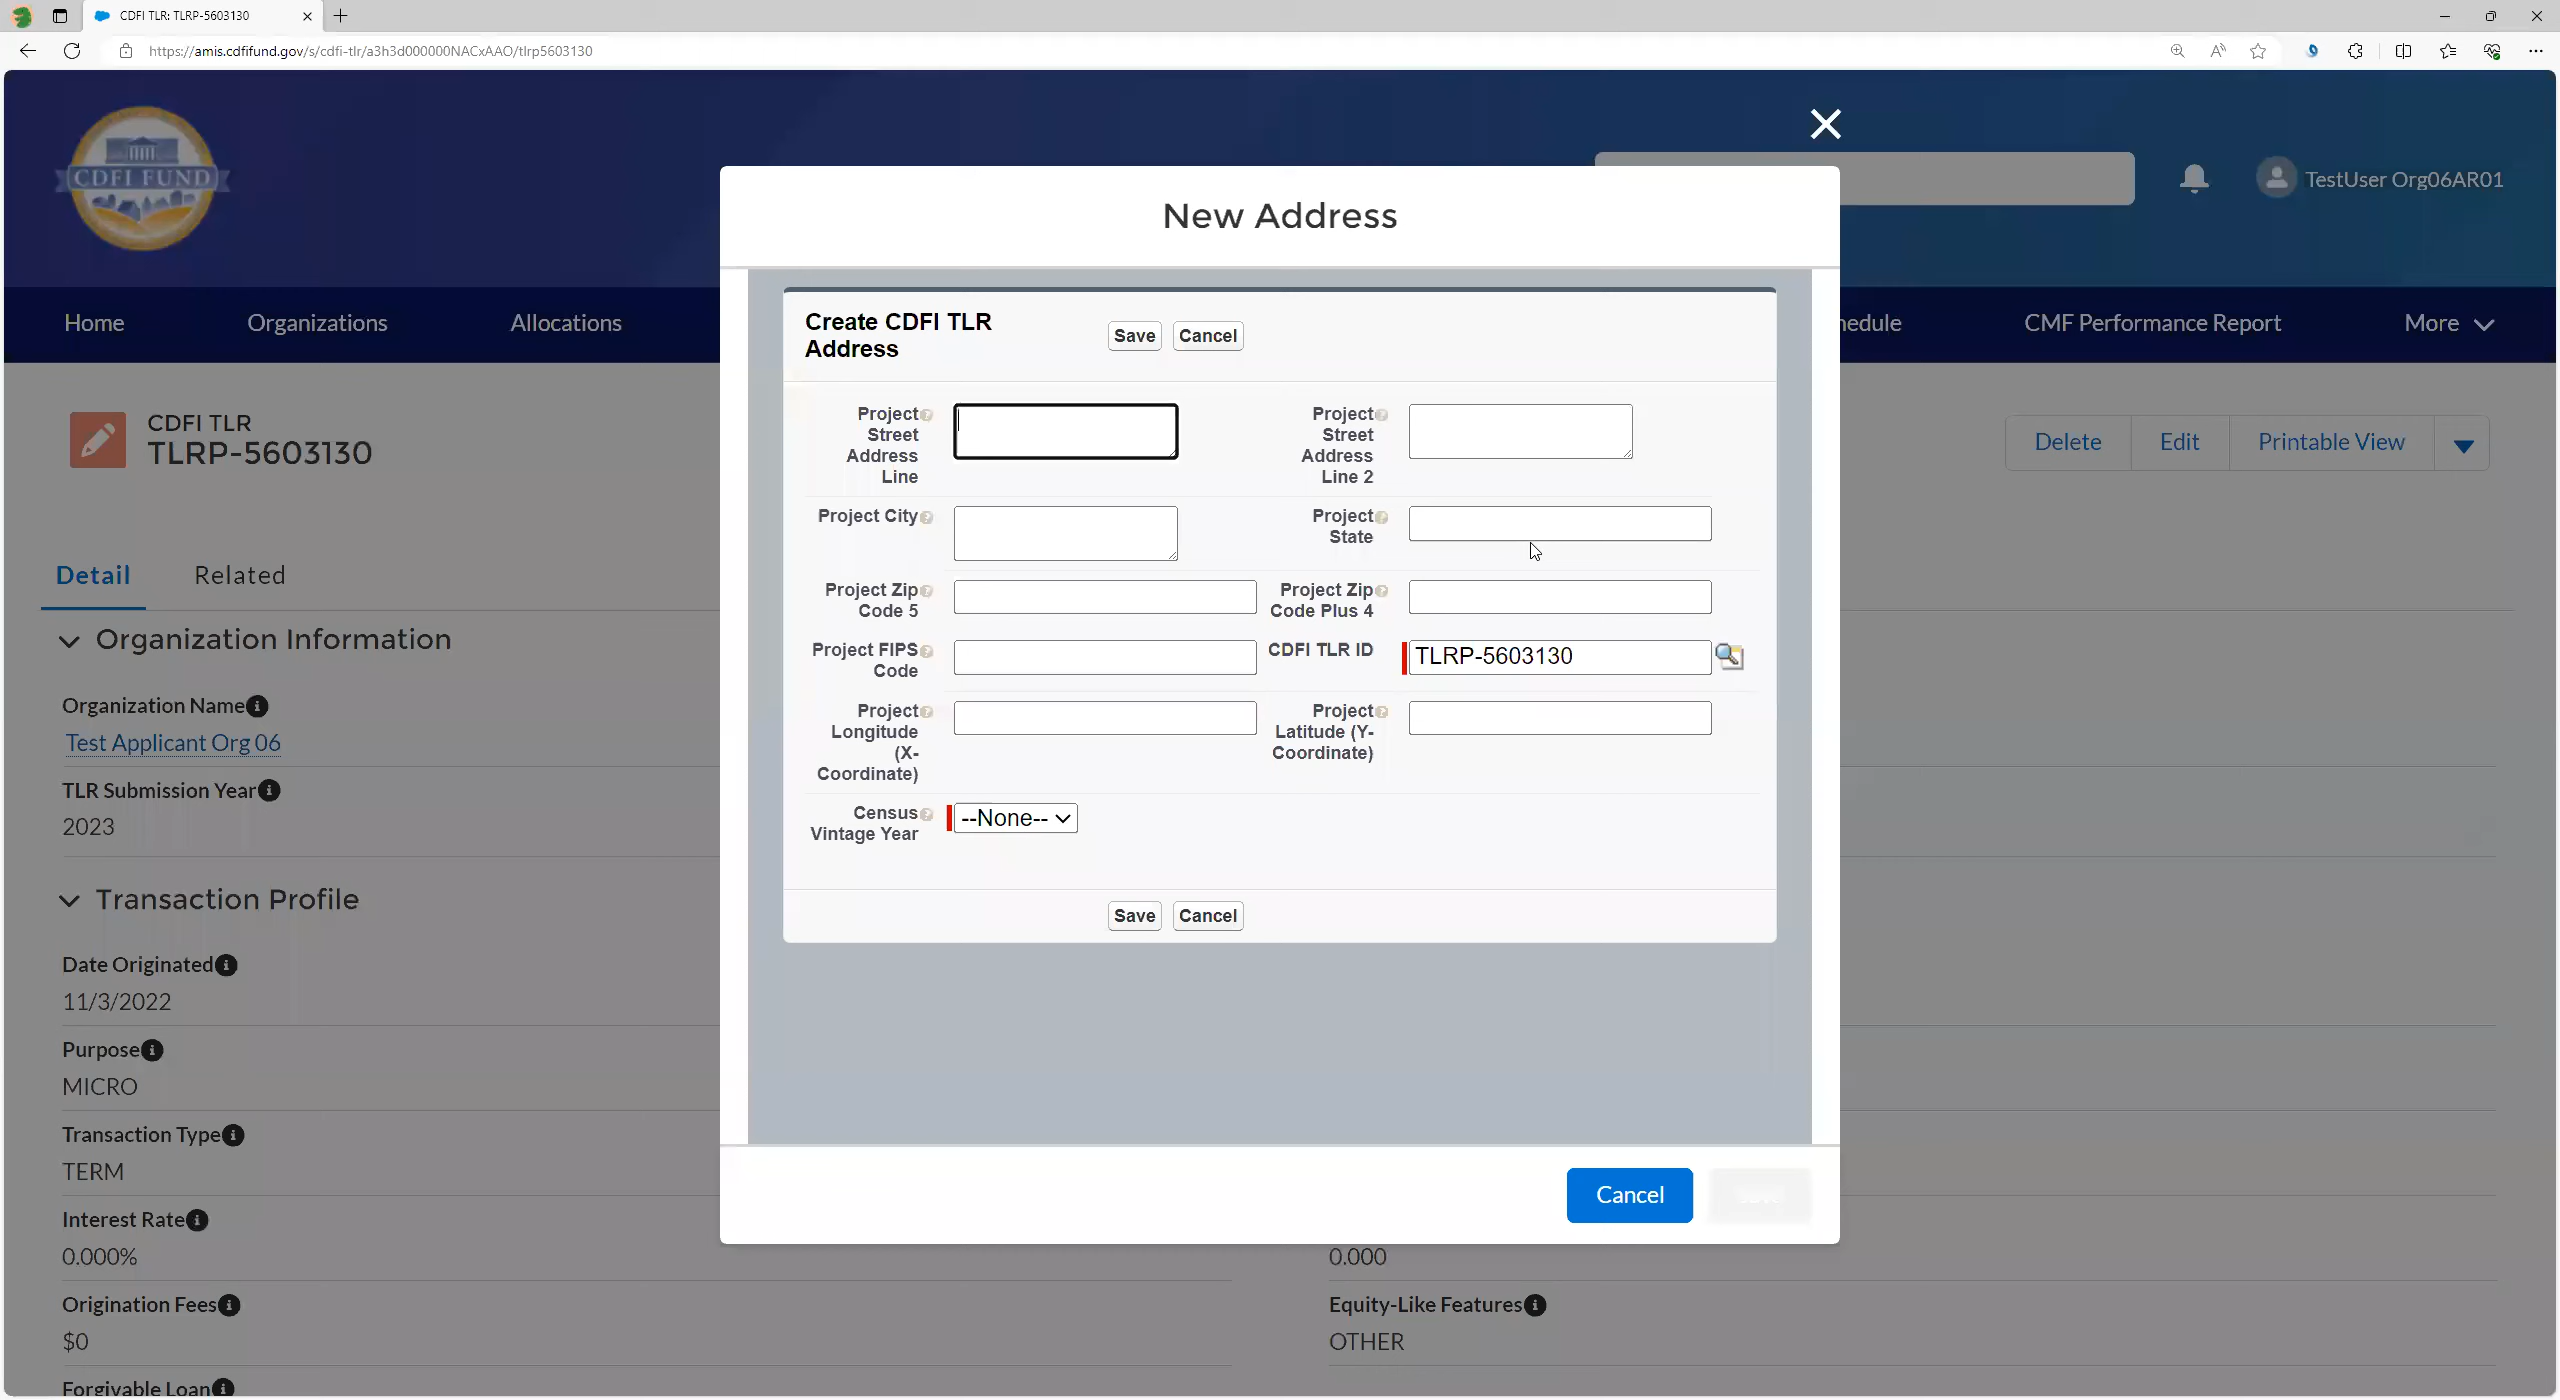 CDFI TLR: TLRP-5603130
https://amis.cdfifund.gov/s/cdfi-tlr/a3h3d000000NACxAAO/tlrp5603130
CDFI FUND
TestUser Org06AR01
New Address
Home
Organizations
Allocations
hedule
CMF Performance Report
More
Create CDFI TLR
Address
Save
Cancel
CDFI TLR
TLRP-5603130
Delete
Edit
Printable View
Project
Street
Address
Line
Project
Street
Address
Line 2
Project City
Project
State
Detail
Related
Project Zip
Code 5
Project Zip
Code Plus 4
Organization Information
Project FIPS
Code
CDFI TLR ID
TLRP-5603130
Organization Name
Test Applicant Org 06
Project
Longitude
(X-
Coordinate)
Project
Latitude (Y-
Coordinate)
TLR Submission Year
2023
Census
Vintage Year
--None--
Transaction Profile
Save
Cancel
Date Originated
11/3/2022
Purpose
MICRO
Transaction Type
TERM
Cancel
Interest Rate
0.000%
0.000
Origination Fees
$0
Equity-Like Features
OTHER
Forgivable Loan